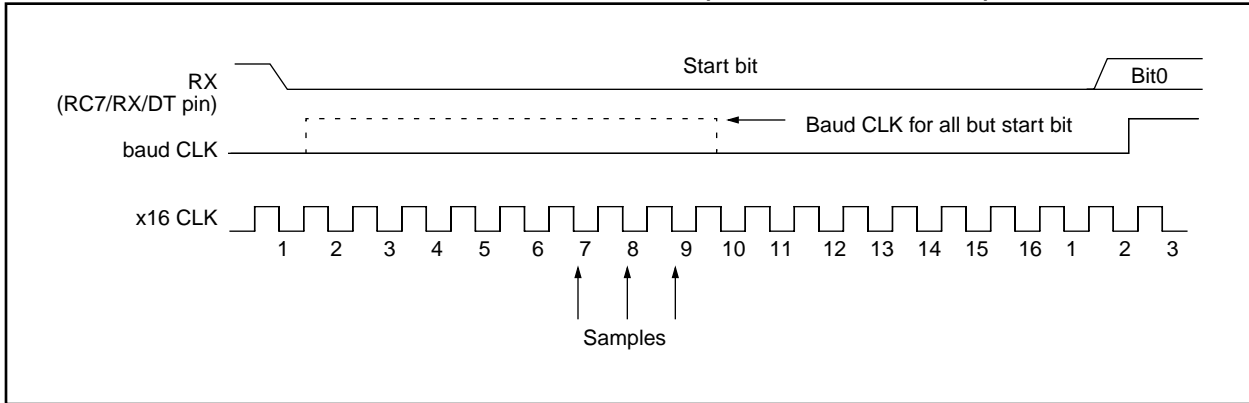 Start bit
RX
(RC7/RX/DT pin)
Bit0
Baud CLK for all but start bit
baud CLK
x16 CLK
1 2 3 4 5 6 7 8 9 10 11 12 13 14 15 16 1 2 3
Samples